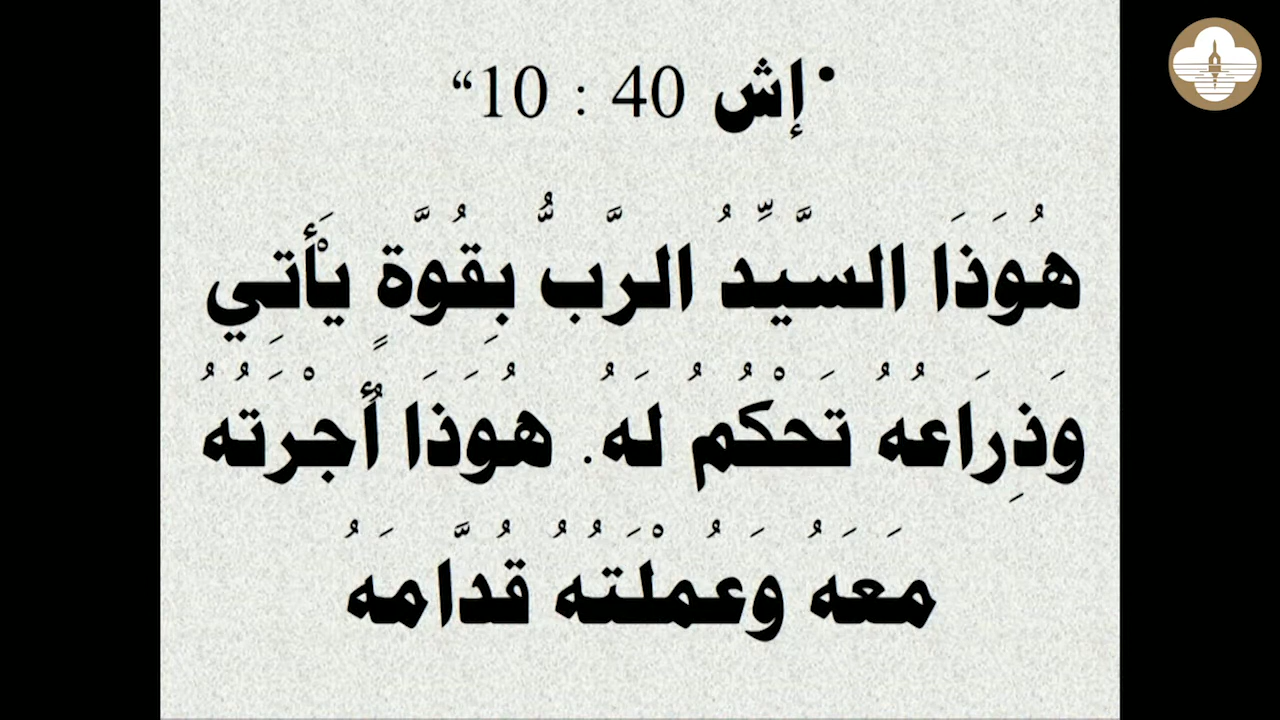 •إش 40 : 10“
هُوَذَا السَّيِّدُ الرَّبُّ بِقُوَّةٍ يَأْتِي
وَذِرَاعُهُ تَحْكُمُ لَهُ. هُوَذَا أُجْرَتُهُ
مَعَهُ وَعُمْلَتُهُ قُدَّامَهُ